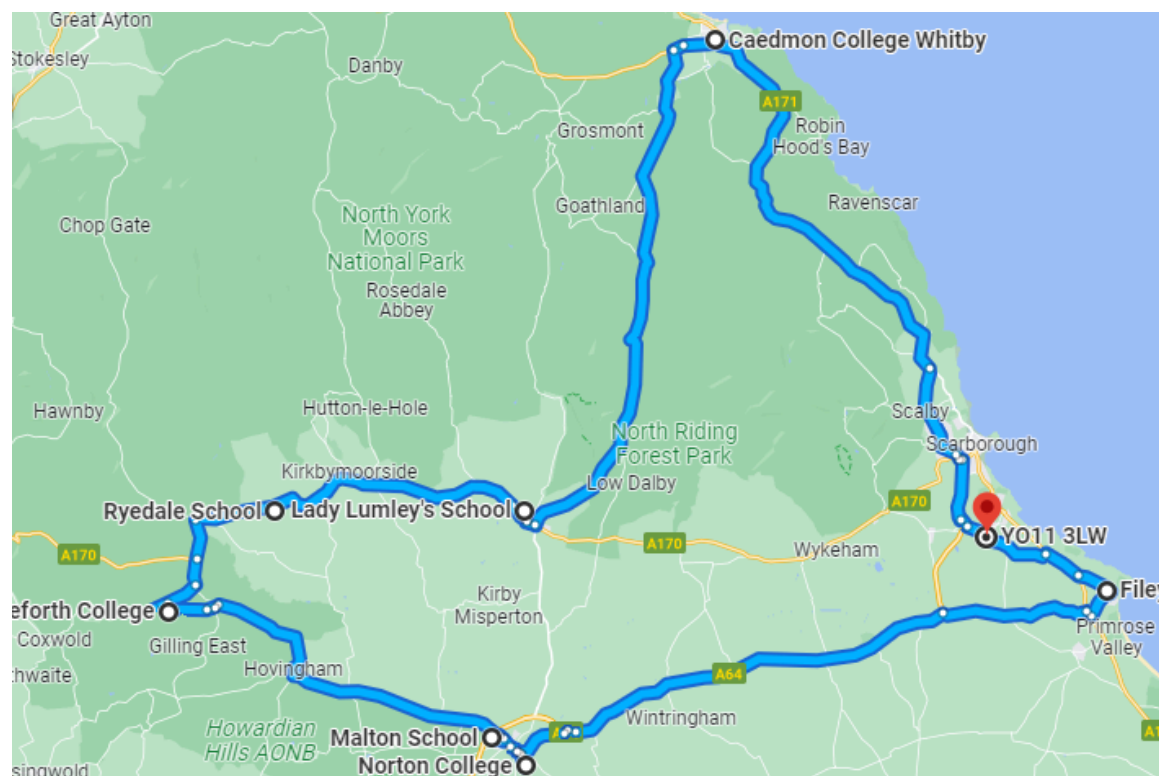 Great Ayton
Stokesley
Danby
Caedmon College Whitby
A171
Grosmont
Robin
Hood's Bay
Goathland
Ravenscar
Chop Gate
North York
Moors
National Park
Rosedale
Abbey
Hawnby
Hutton-le-Hole
Scalby
Scarborough
North Riding
Forest Park
Kirkbymoorside
Low Dalby
Ryedale School
Lady Lumley's School
A170
YO11 3LW
A170
A170
Wykeham
Kirby
Misperton
eforth College
Filey
Coxwold
Gilling East
Primrose
Valley
thwaite
Hovingham
A64
Howardian
Hills AONB
Malton School
Wintringham
Norton College
singwold